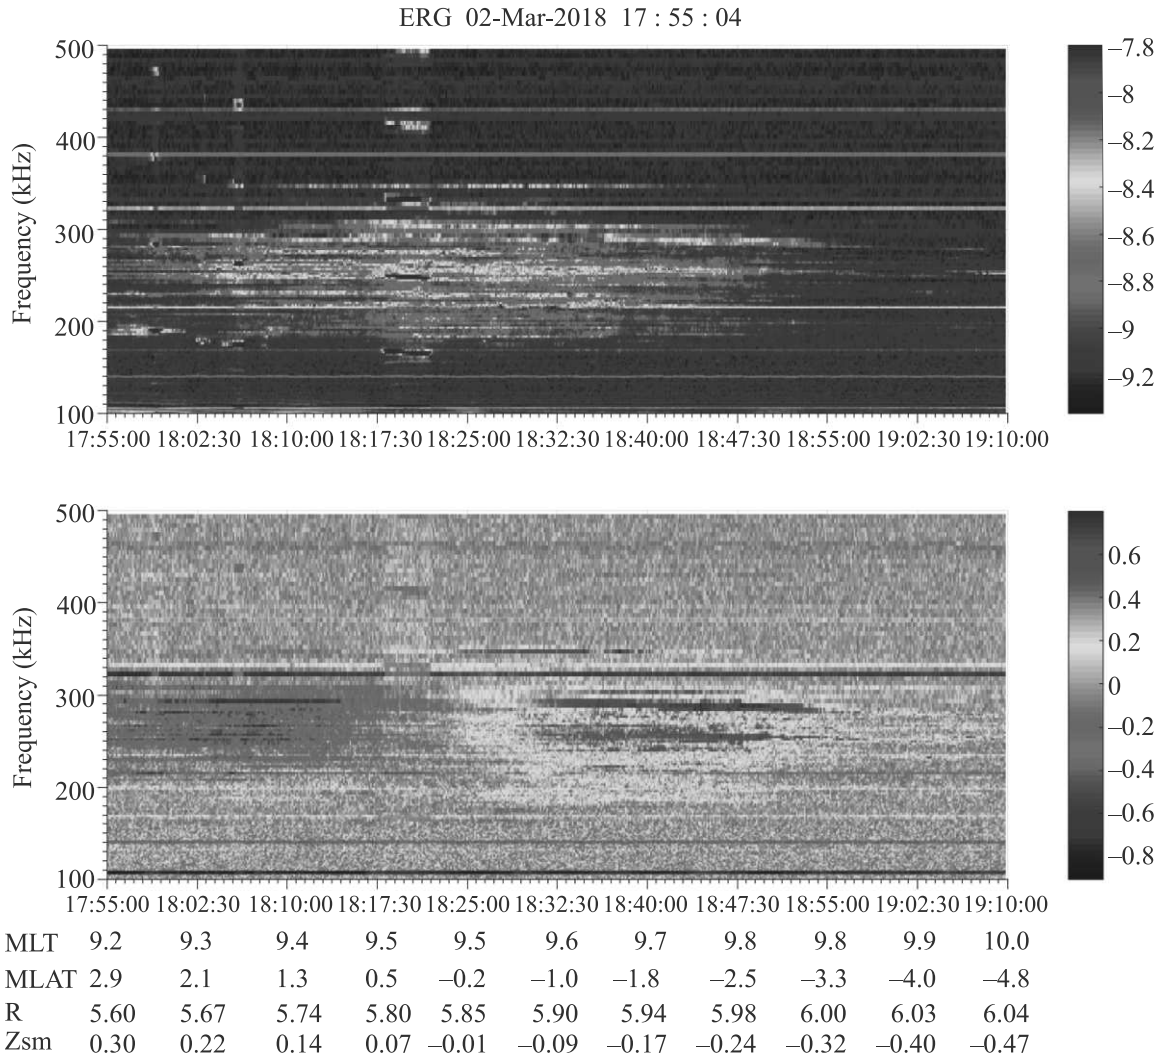 ERG 02-Mar-2018 17 : 55 : 04
500
400
300
200
100
Frequency (kHz)
17:55:00 18:02:30 18:10:00 18:17:30 18:25:00 18:32:30 18:40:00 18:47:30 18:55:00 19:02:30 19:10:00
–7.8
–8
–8.2
–8.4
–8.6
–8.8
–9
–9.2
500
400
300
200
100
Frequency (kHz)
17:55:00 18:02:30 18:10:00 18:17:30 18:25:00 18:32:30 18:40:00 18:47:30 18:55:00 19:02:30 19:10:00
0.6
0.4
0.2
0
–0.2
–0.4
–0.6
–0.8
MLT 9.2 9.3 9.4 9.5 9.5 9.6 9.7 9.8 9.8 9.9 10.0
MLAT 2.9 2.1 1.3 0.5 –0.2 –1.0 –1.8 –2.5 –3.3 –4.0 –4.8
R 5.60 5.67 5.74 5.80 5.85 5.90 5.94 5.98 6.00 6.03 6.04
Zsm 0.30 0.22 0.14 0.07 –0.01 –0.09 –0.17 –0.24 –0.32 –0.40 –0.47